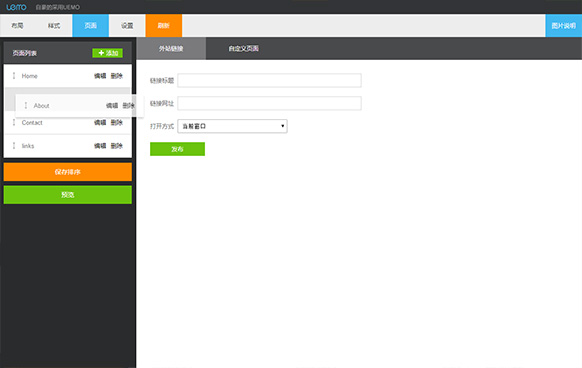 uemo 自豪的采用UEMO
布局 样式 页面 设置 刷新 图片说明
页面列表 添加 外站链接 自定义页面
Home 编辑 删除
About 编辑 删除
Contact 编辑 删除
links 编辑 删除
保存排序
预览
链接标题
链接网址
打开方式 当前窗口
发布